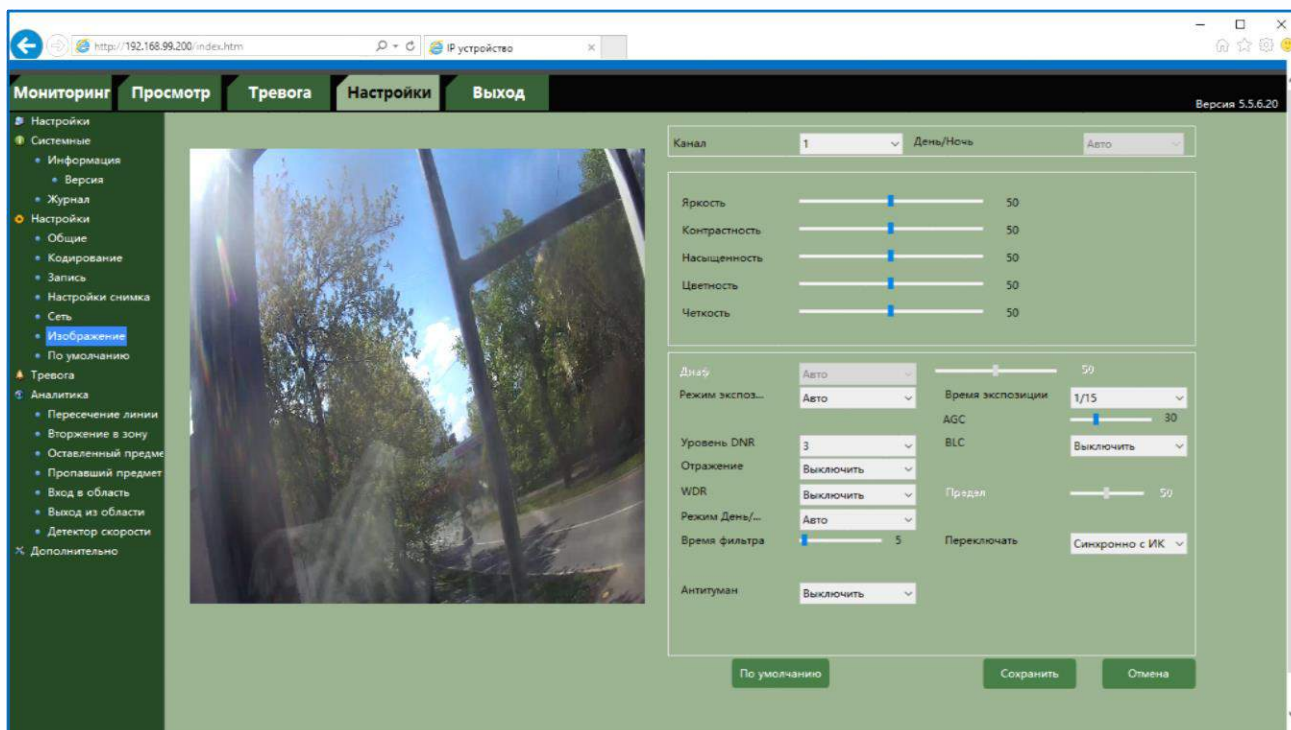 http://192.168.99.200/index.htm
IP устройство
Мониторинг Просмотр Тревога Настройки Выход
Версия 5.5.6.20
Настройки
Системные
Информация
Версия
Журнал
Настройки
Общие
Кодирование
Запись
Настройки снимка
Сеть
Изображение
По умолчанию
Тревога
Аналитика
Пересечение линии
Вторжение в зону
Оставленный предме
Пропавший предмет
Вход в область
Выход из области
Детектор скорости
Дополнительно
Канал 1 День/Ночь Авто
Яркость 50
Контрастность 50
Насыщенность 50
Цветность 50
Четкость 50
Авто 50
Режим экспоз... Авто Время экспозиции 1/15
AGC 30
Уровень DNR 3 BLC Выключить
Отражение Выключить
WDR Выключить Предел 50
Режим День/... Авто
Время фильтра 5 Переключать Синхронно с ИК
Антитуман Выключить
По умолчанию Сохранить Отмена